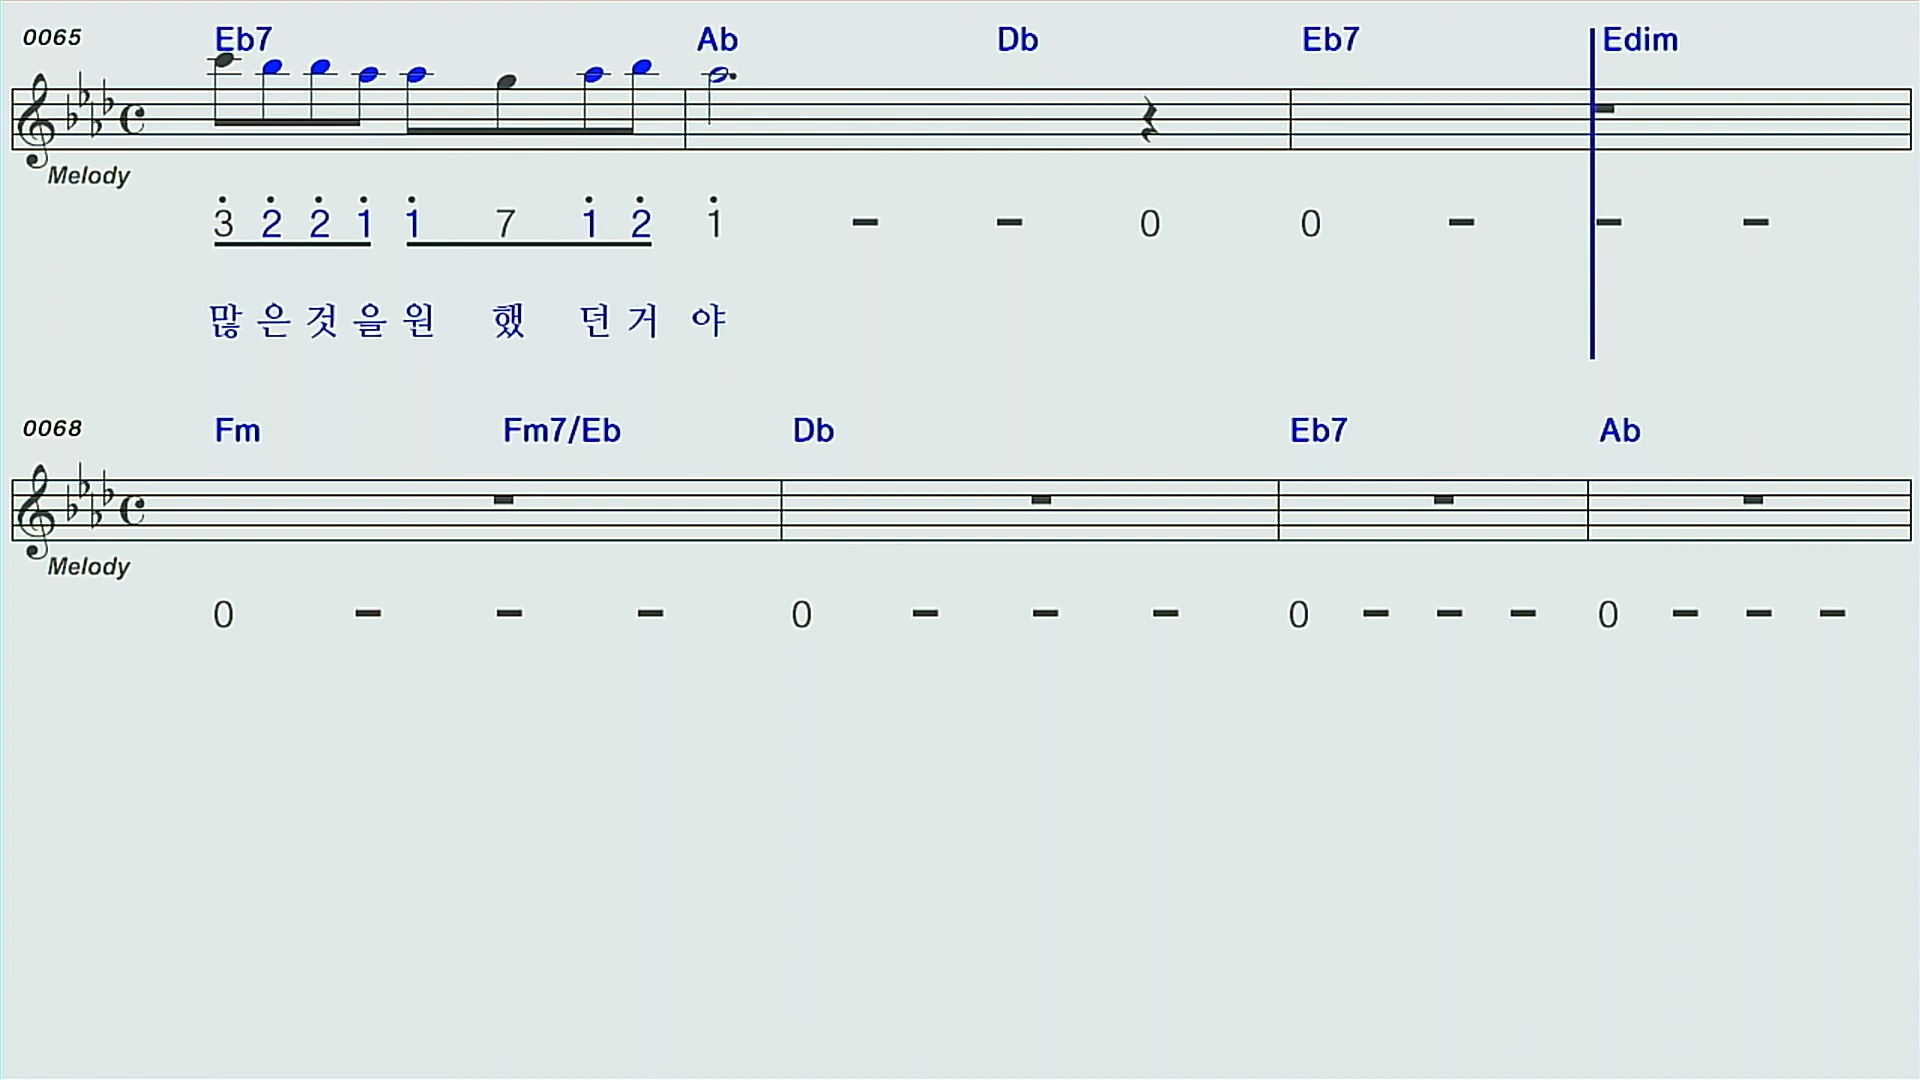 0065 Eb7 Ab Db Eb7 Edim
Melody
3 2 2 1 1 7 1 2 1 - - 0 0 - - -
많은것을원 했 던거 야
0068 Fm Fm7/Eb Db Eb7 Ab
Melody
0 - - - 0 - - - 0 - - - 0 - - -